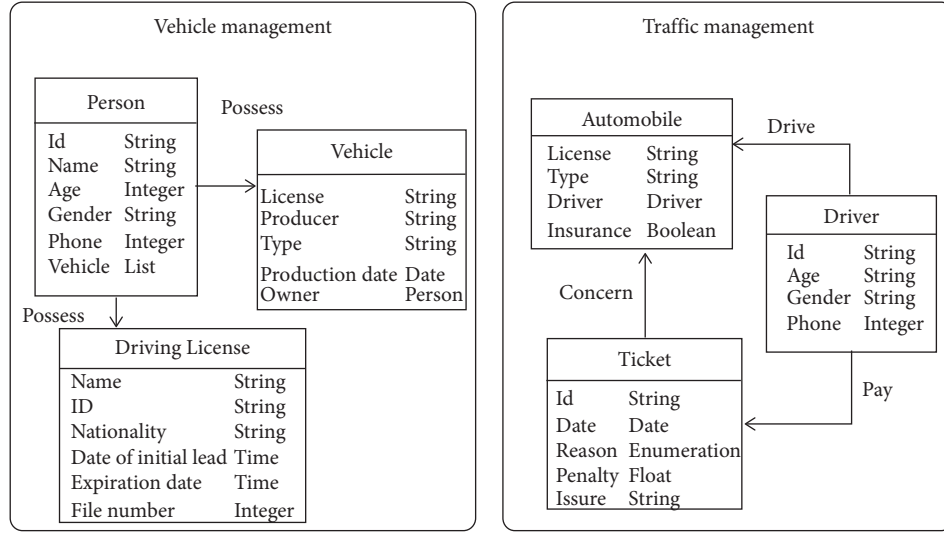 Vehicle management
Person
Id String
Name String
Age Integer
Gender String
Phone Integer
Vehicle List
Possess
Vehicle
License String
Producer String
Type String
Production date Date
Owner Person
Possess
Driving License
Name String
ID String
Nationality String
Date of initial lead Time
Expiration date Time
File number Integer
Traffic management
Automobile
License String
Type String
Driver Driver
Insurance Boolean
Drive
Driver
Id String
Age String
Gender String
Phone Integer
Concern
Ticket
Id String
Date Date
Reason Enumeration
Penalty Float
Issure String
Pay